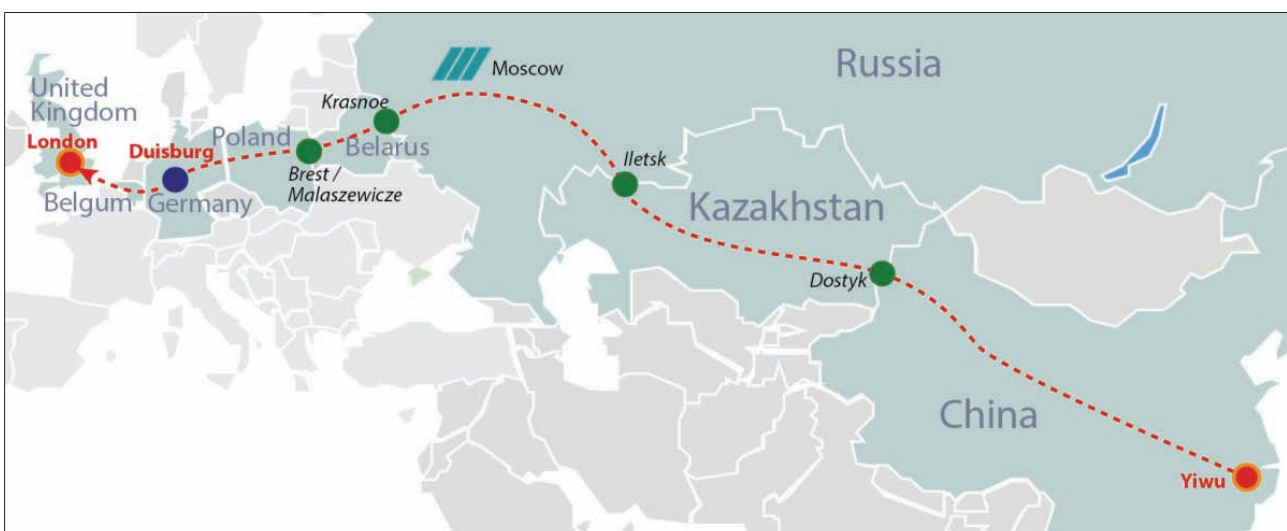 Russia
Moscow
United
Kingdom
London
Krasnoe
Poland
Duisburg
Belarus
Brest /
Malaszewicze
Belgum
Germany
Iletsk
Kazakhstan
Dostyk
China
Yiwu